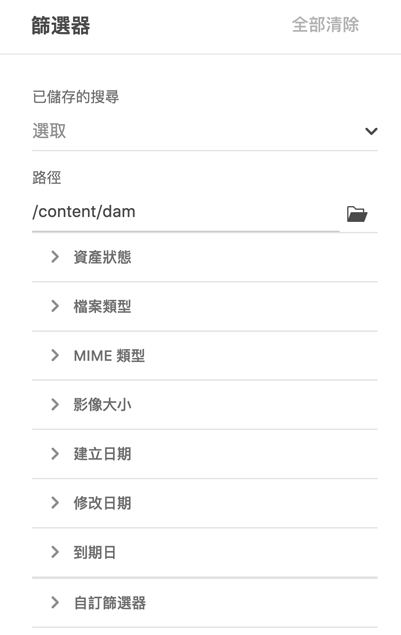 篩選器
全部清除
已儲存的搜尋
選取
路徑
/content/dam
資產狀態
檔案類型
MIME 類型
影像大小
建立日期
修改日期
到期日
自訂篩選器